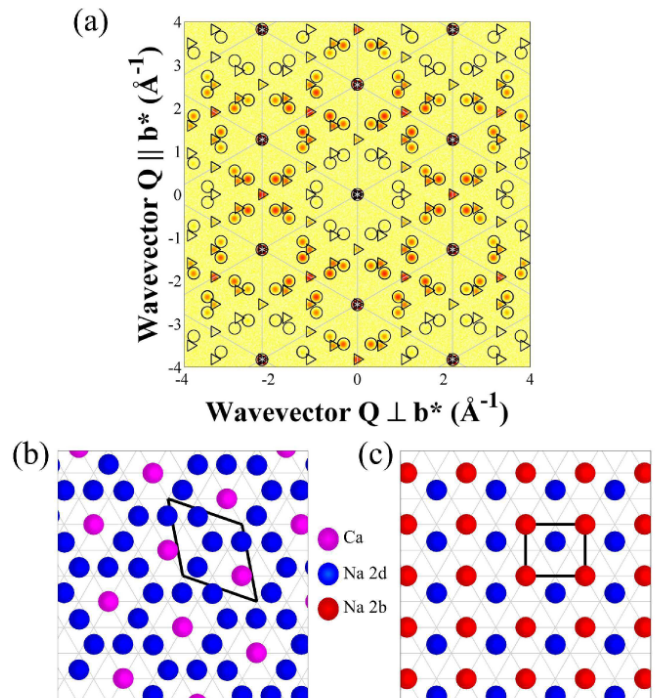 (a)
4
3
2
1
0
-1
-2
-3
-4
Wavevector Q || b* (Å-1)
-4
-2
0
2
4
Wavevector Q ⊥ b* (Å-1)
(b)
(c)
Ca
Na 2d
Na 2b